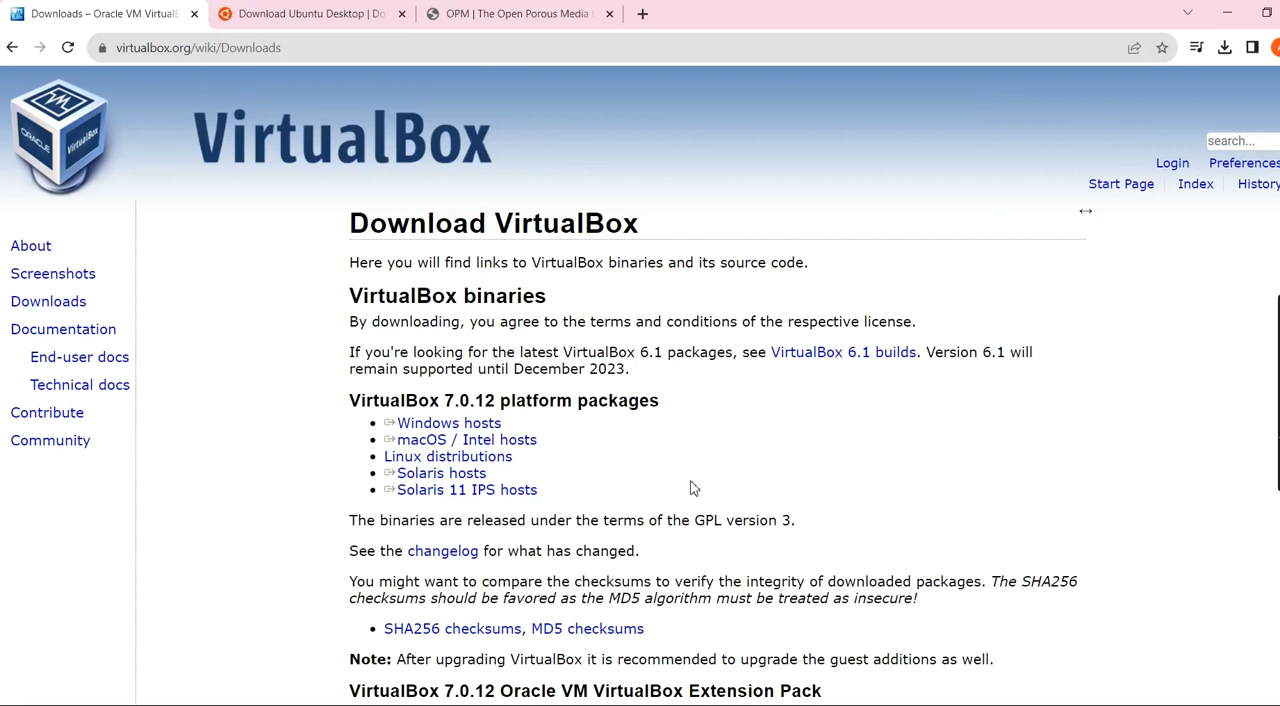 Downloads – Oracle VM VirtualB
Download Ubuntu Desktop | Do
OPM | The Open Porous Media
virtualbox.org/wiki/Downloads
ORACLE
VirtualBox
VirtualBox
search...
Login
Preferences
Start Page
Index
History
About
Screenshots
Downloads
Documentation
End-user docs
Technical docs
Contribute
Community
Download VirtualBox
Here you will find links to VirtualBox binaries and its source code.
VirtualBox binaries
By downloading, you agree to the terms and conditions of the respective license.
If you're looking for the latest VirtualBox 6.1 packages, see VirtualBox 6.1 builds. Version 6.1 will
remain supported until December 2023.
VirtualBox 7.0.12 platform packages
• Windows hosts
• macOS / Intel hosts
• Linux distributions
• Solaris hosts
• Solaris 11 IPS hosts
The binaries are released under the terms of the GPL version 3.
See the changelog for what has changed.
You might want to compare the checksums to verify the integrity of downloaded packages. The SHA256
checksums should be favored as the MD5 algorithm must be treated as insecure!
• SHA256 checksums, MD5 checksums
Note: After upgrading VirtualBox it is recommended to upgrade the guest additions as well.
VirtualBox 7.0.12 Oracle VM VirtualBox Extension Pack